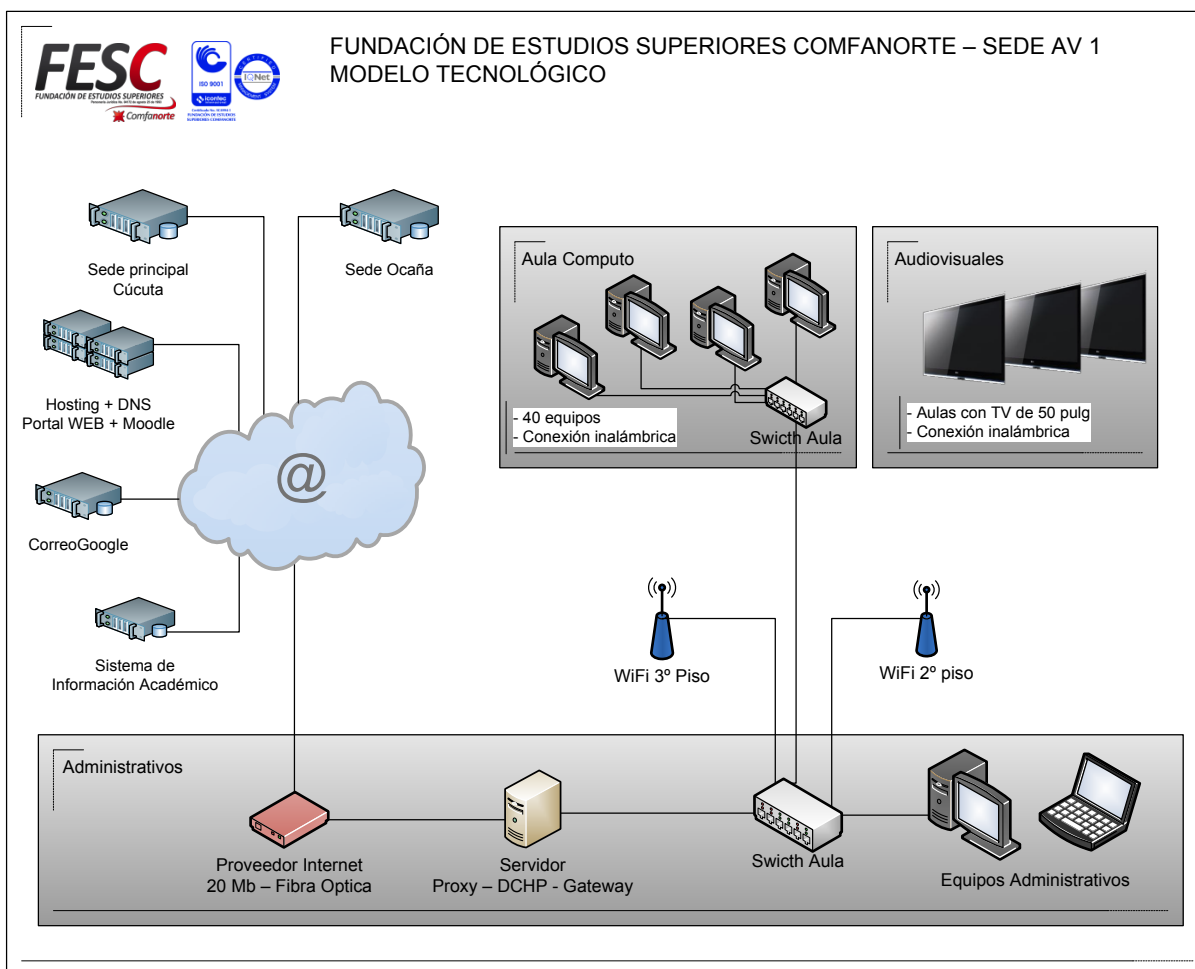 FESC
FUNDACIÓN DE ESTUDIOS SUPERIORES
Comfanorte
ISO 9001
icontec
CERTIFIED
IQNet
FUNDACIÓN DE ESTUDIOS SUPERIORES COMFANORTE – SEDE AV 1
MODELO TECNOLÓGICO
Sede principal
Cúcuta
Sede Ocaña
Hosting + DNS
Portal WEB + Moodle
CorreoGoogle
Sistema de
Información Académico
@
Aula Computo
- 40 equipos
- Conexión inalámbrica
Swicth Aula
Audiovisuales
- Aulas con TV de 50 pulg
- Conexión inalámbrica
WiFi 3º Piso
WiFi 2º piso
Administrativos
Proveedor Internet
20 Mb – Fibra Optica
Servidor
Proxy – DCHP - Gateway
Swicth Aula
Equipos Administrativos